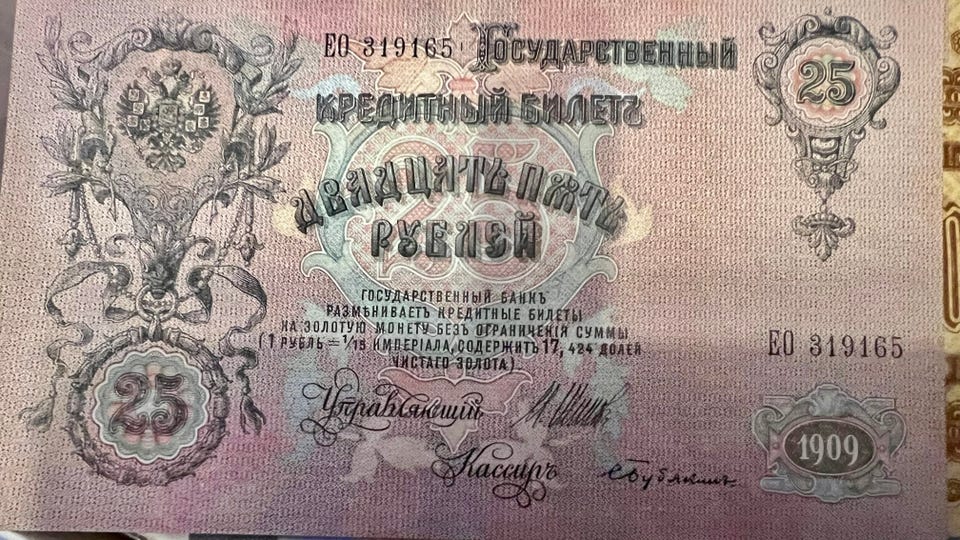 ЕО 319165 Государственный
25
Кредитный Билетъ
Двадцать пять
рублей
ГОСУДАРСТВЕННЫЙ БАНКЪ
РАЗМѢНИВАЕТЪ КРЕДИТНЫЕ БИЛЕТЫ
НА ЗОЛОТУЮ МОНЕТУ БЕЗЪ ОГРАНИЧЕНІЯ СУММЫ
(1 РУБЛЬ = 1/15 ИМПЕРІАЛА, СОДЕРЖИТЪ 17, 424 ДОЛЕЙ
ЧИСТАГО ЗОЛОТА)
ЕО 319165
25
Управляющій
Кассиръ
1909
25